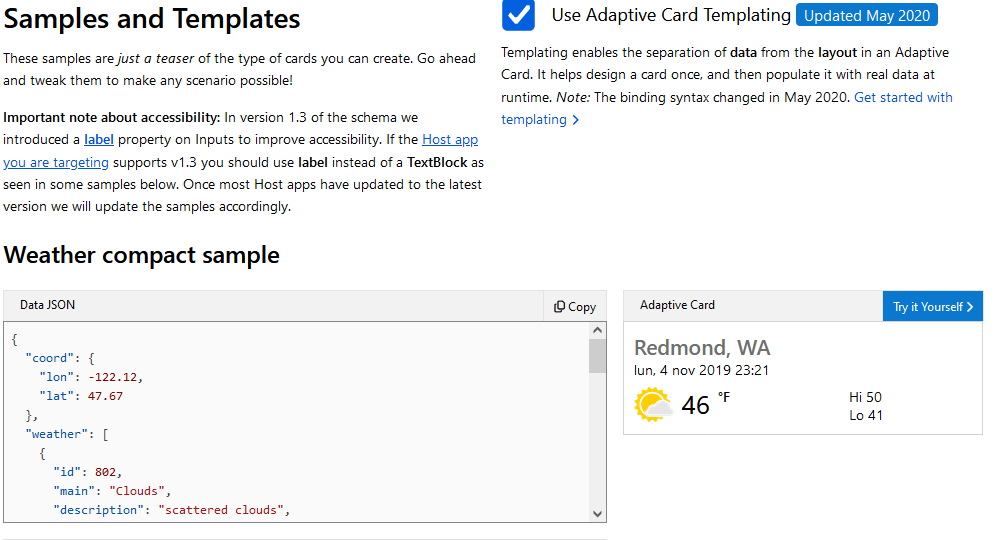 Samples and Templates
These samples are just a teaser of the type of cards you can create. Go ahead
and tweak them to make any scenario possible!
Important note about accessibility: In version 1.3 of the schema we
introduced a label property on Inputs to improve accessibility. If the Host app
you are targeting supports v1.3 you should use label instead of a TextBlock as
seen in some samples below. Once most Host apps have updated to the latest
version we will update the samples accordingly.
Use Adaptive Card Templating Updated May 2020
Templating enables the separation of data from the layout in an Adaptive
Card. It helps design a card once, and then populate it with real data at
runtime. Note: The binding syntax changed in May 2020. Get started with
templating >
Weather compact sample
Data JSON Copy
{
  "coord": {
    "lon": -122.12,
    "lat": 47.67
  },
  "weather": [
    {
      "id": 802,
      "main": "Clouds",
      "description": "scattered clouds",
Adaptive Card Try it Yourself >
Redmond, WA
lun, 4 nov 2019 23:21
46 °F
Hi 50
Lo 41